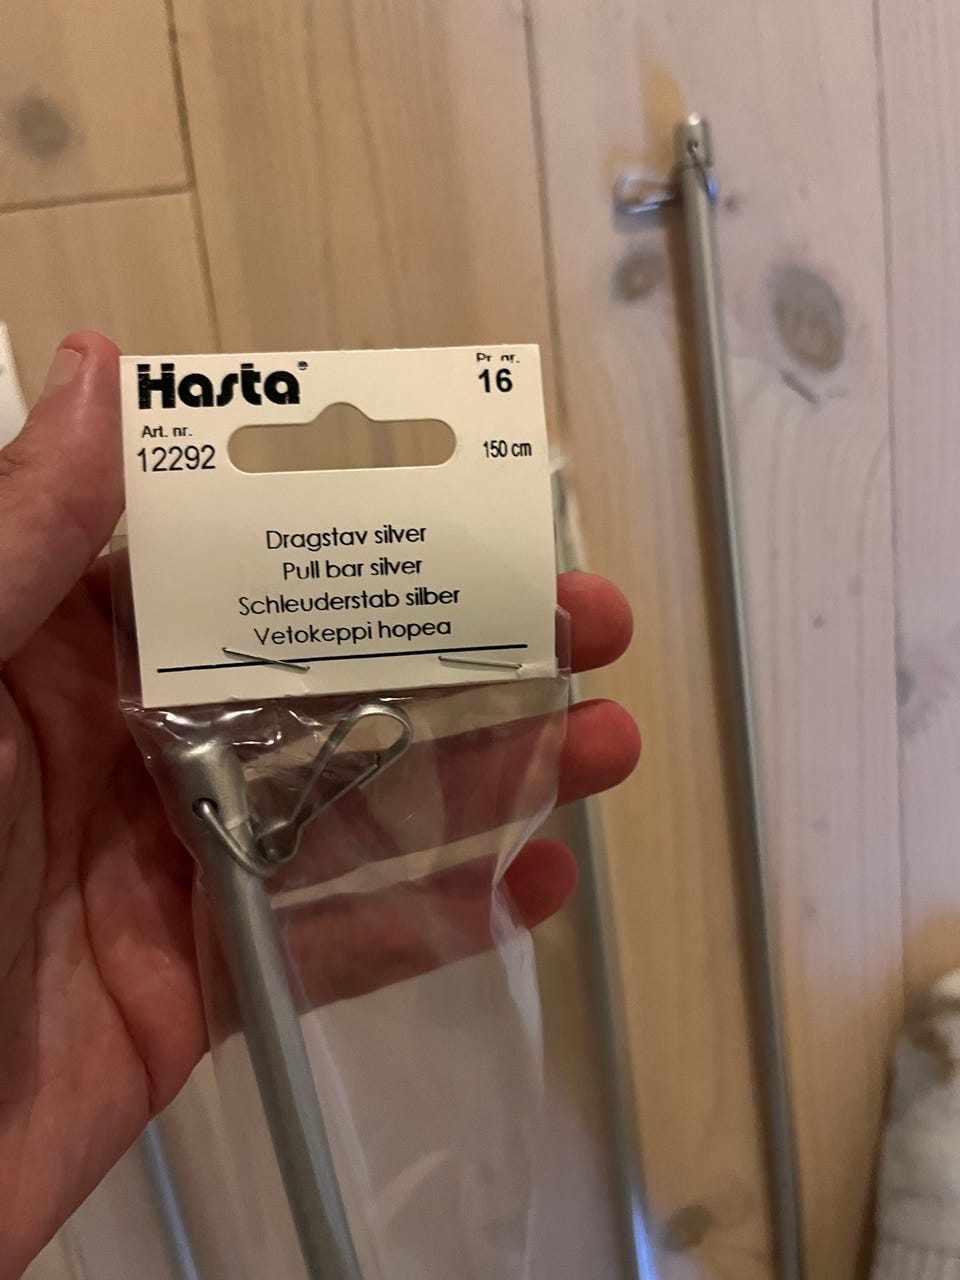 Hasta®
Pr nr.
16
Art. nr.
12292
150 cm
Dragstav silver
Pull bar silver
Schleuderstab silber
Vetokeppi hopea